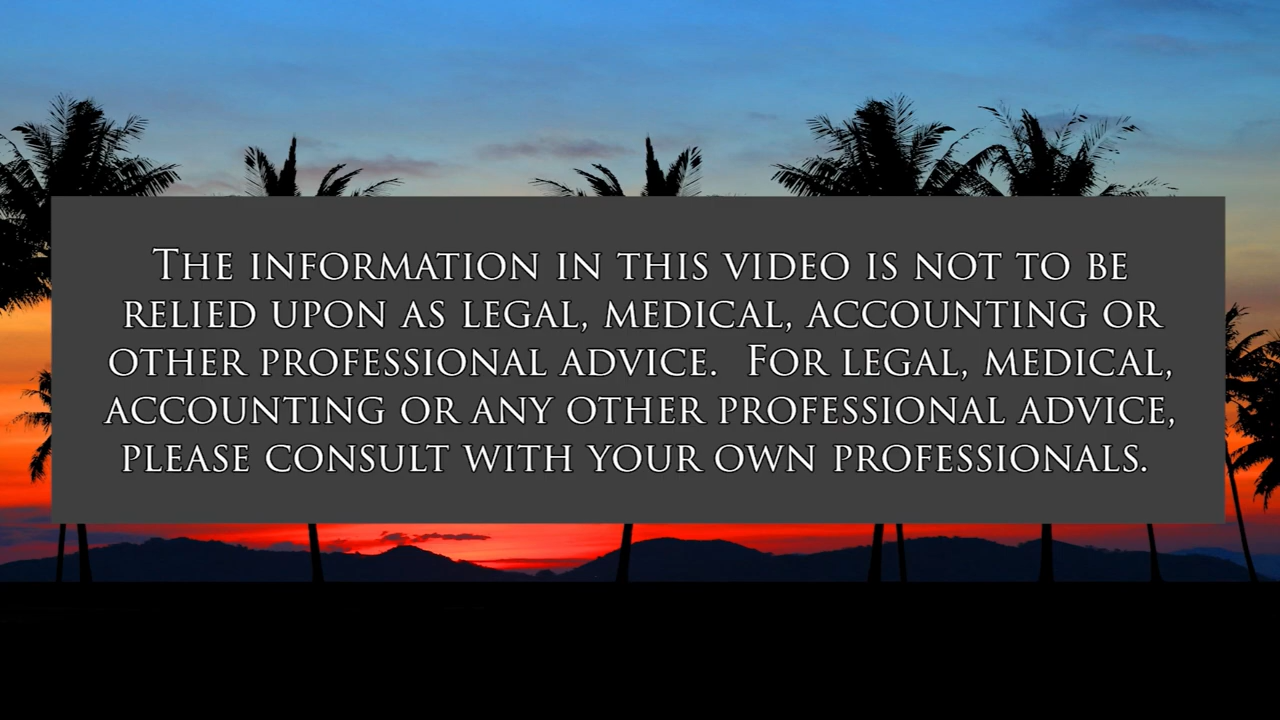 The information in this video is not to be
relied upon as legal, medical, accounting or
other professional advice.  For legal, medical,
accounting or any other professional advice,
please consult with your own professionals.